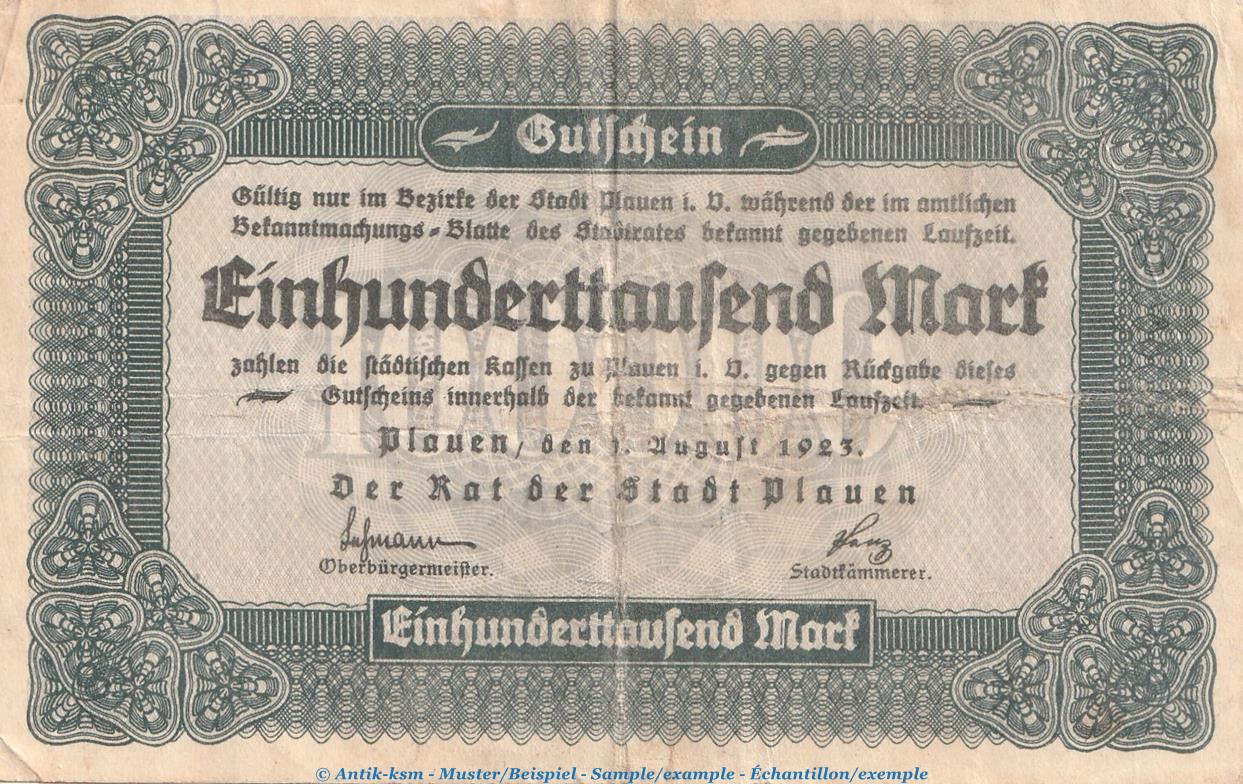 Gutschein
Gültig nur im Bezirke der Stadt Plauen i. V. während der im amtlichen
Bekanntmachungs-Blatte des Stadtrates bekannt gegebenen Laufzeit.
Einhunderttausend Mark
zahlen die städtischen Kassen zu Plauen i. V. gegen Rückgabe dieses
Gutscheins innerhalb der bekannt gegebenen Laufzeit.
Plauen, den 1. August 1923.
Der Rat der Stadt Plauen
Lehmann
Oberbürgermeister. Stadtkämmerer.
Einhunderttausend Mark
© Antik-ksm - Muster/Beispiel - Sample/example - Échantillon/exemple